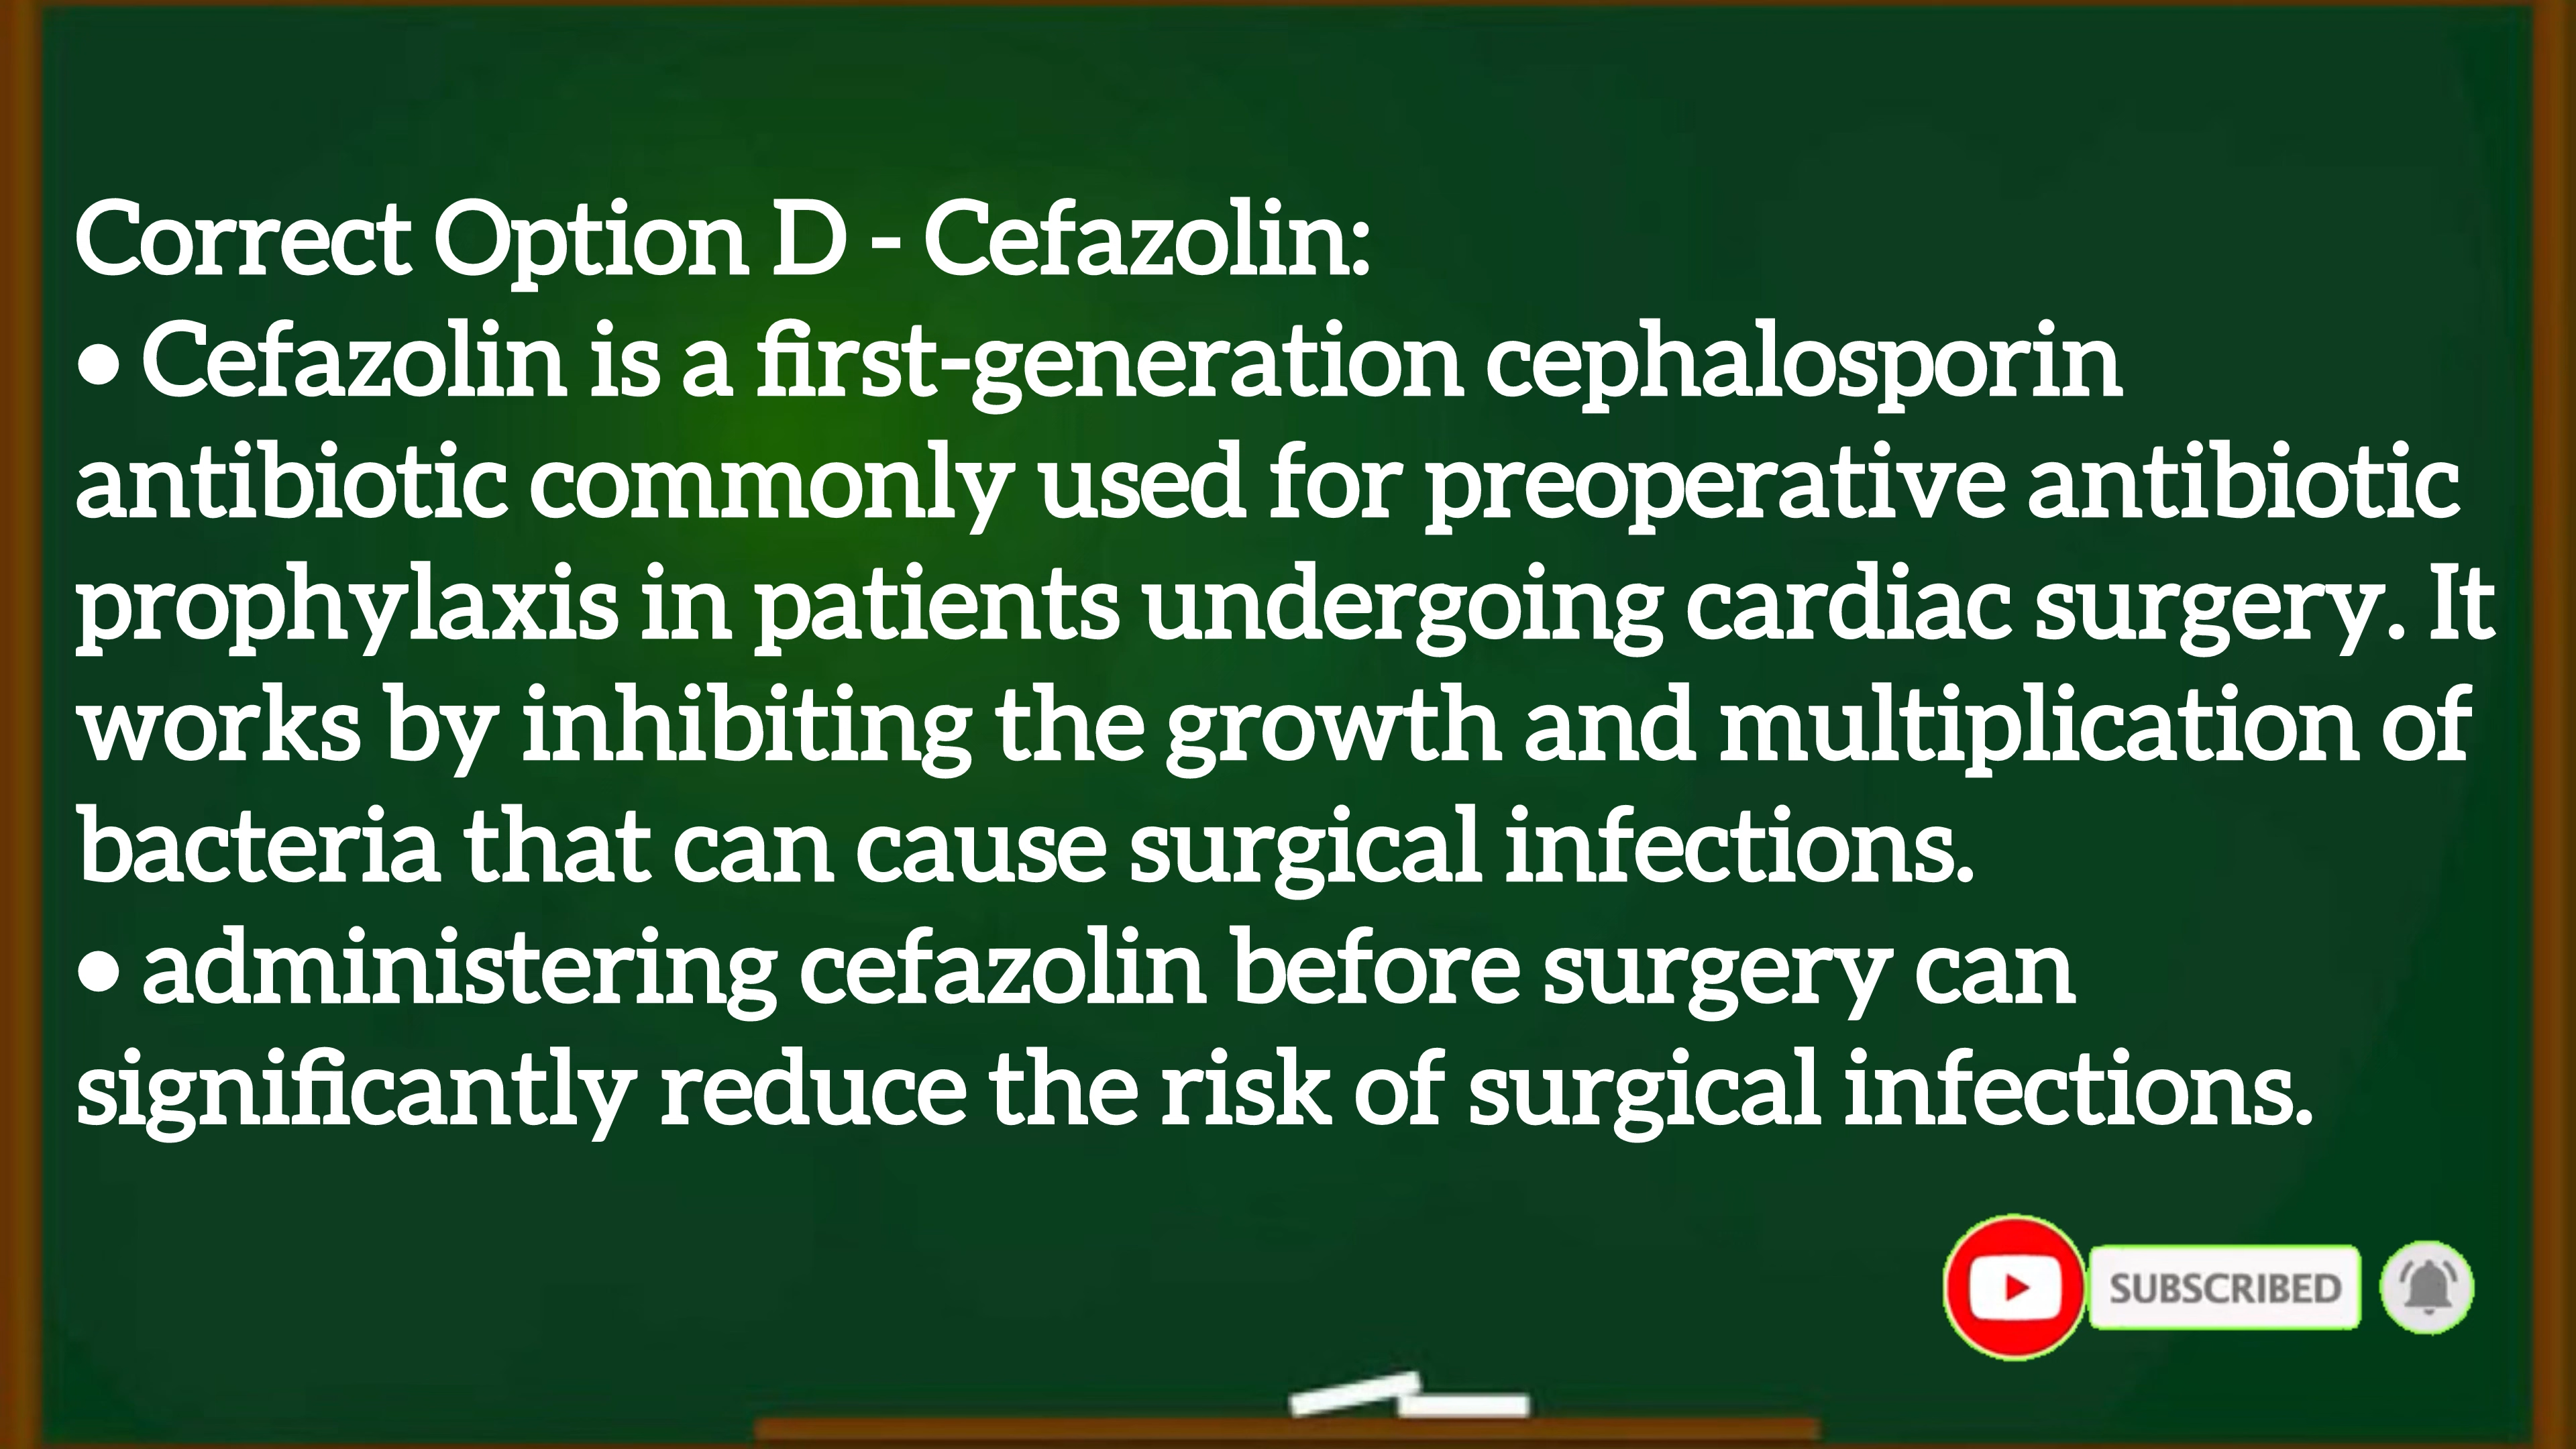 Correct Option D - Cefazolin:
• Cefazolin is a first-generation cephalosporin
antibiotic commonly used for preoperative antibiotic
prophylaxis in patients undergoing cardiac surgery. It
works by inhibiting the growth and multiplication of
bacteria that can cause surgical infections.
• administering cefazolin before surgery can
significantly reduce the risk of surgical infections.
SUBSCRIBED